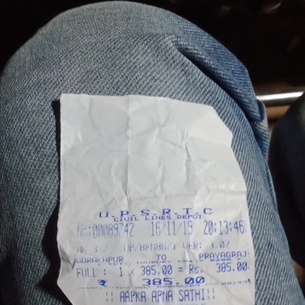 U.P.S.R.T.C
CIVIL LINES DEPOT
16/11/19 20:13:46
GORAKHPUR TO PRAYAGRAJ
FULL : 1 x 385.00 = Rs. 385.00
₹ 385.00
!! AAPKA APNA SATHI!!